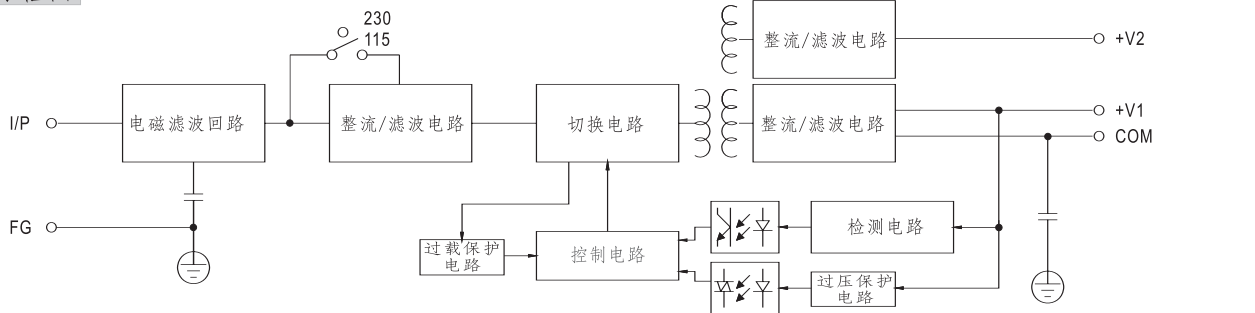 230
115
整流/滤波电路
+V2
I/P
电磁滤波回路
整流/滤波电路
切换电路
整流/滤波电路
+V1
COM
FG
过载保护
电路
控制电路
检测电路
过压保护
电路